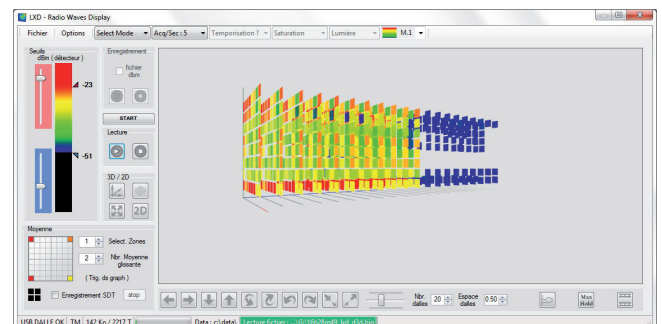 LXD - Radio Waves Display
Fichier Options Select Mode Acq/Sec : 5 Temporisation ? Saturation Lumière M.1
Seuils
dBm ( détecteur )
-23
-51
Enregistrement
fichier
dbm
START
Lecture
3D / 2D
2D
Moyenne
1 Select. Zones
2 Nbr. Moyenne
glissante
( Trig. de graph )
Enregistrement SDT stop
Nbr.
dalles
20
Espace
dalles
0.50
Max
Hold
USB DALLE OK TM 142 Ko / 2217 T Data : c:\data\ Lecture fichier :